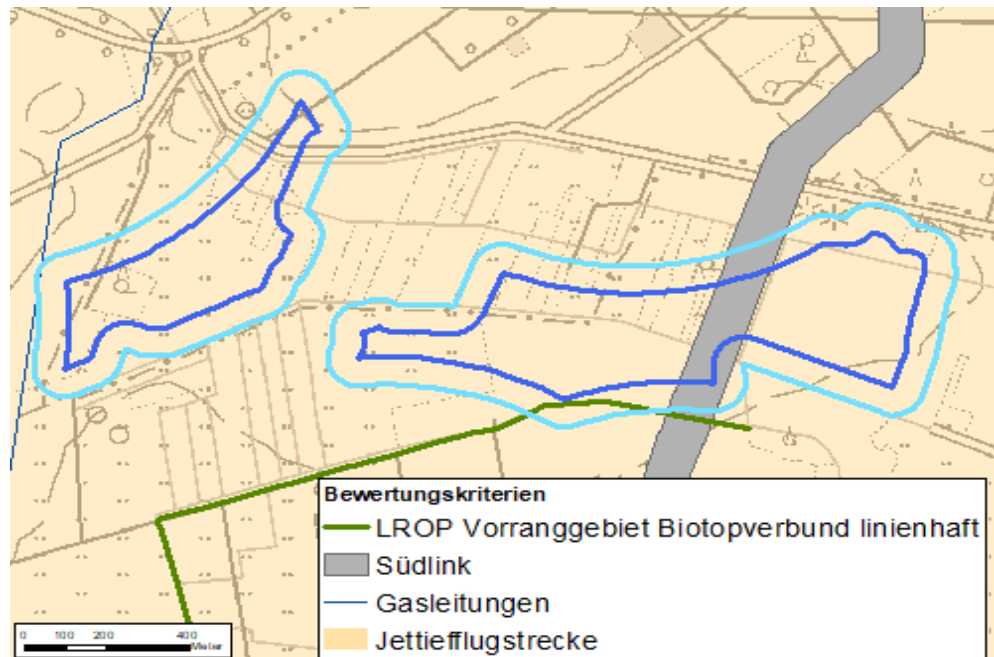 Bewertungskriterien
LROP Vorranggebiet Biotopverbund linienhaft
Südlink
Gasleitungen
Jettiefflugstrecke
0 100 200 400
Meter